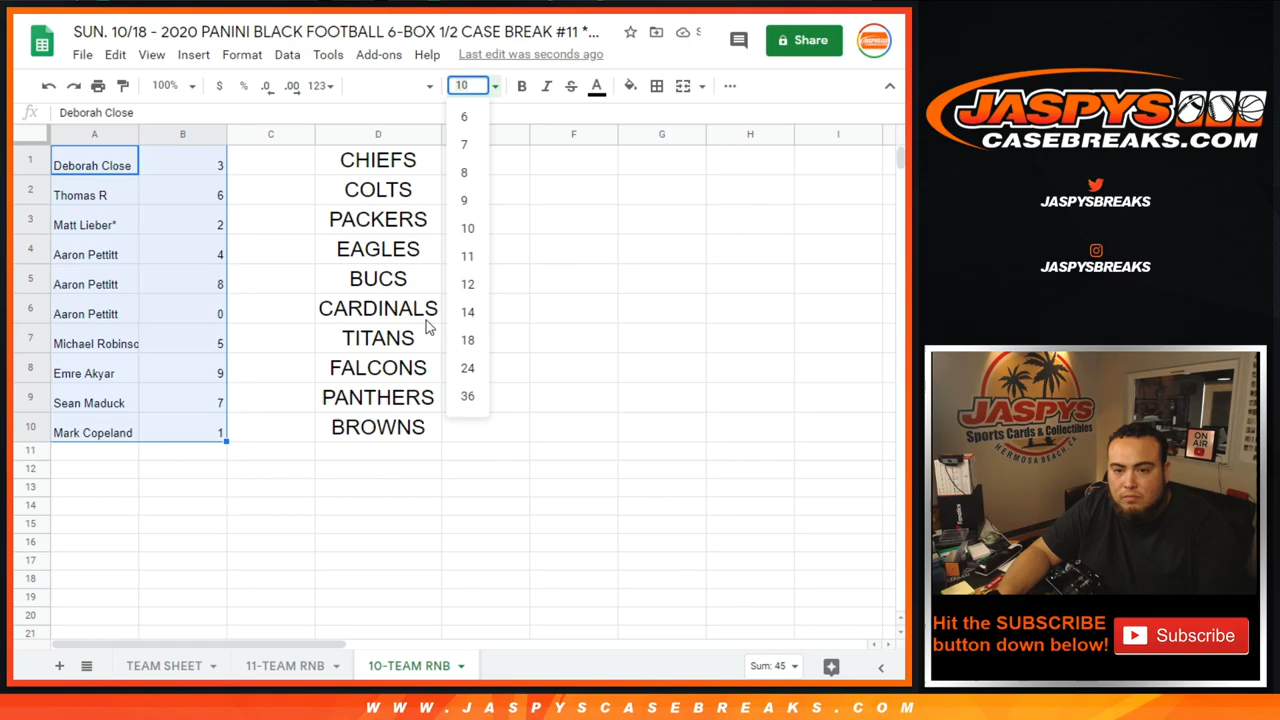 SUN. 10/18 - 2020 PANINI BLACK FOOTBALL 6-BOX 1/2 CASE BREAK #11 *...
S
Share
File Edit View Insert Format Data Tools Add-ons Help Last edit was seconds ago
100% $ % .0 .00 123 10 B I S A
fx Deborah Close
A B C D F G H I
1 Deborah Close 3 CHIEFS
2 Thomas R 6 COLTS
3 Matt Lieber* 2 PACKERS
4 Aaron Pettitt 4 EAGLES
5 Aaron Pettitt 8 BUCS
6 Aaron Pettitt 0 CARDINALS
7 Michael Robinso 5 TITANS
8 Emre Akyar 9 FALCONS
9 Sean Maduck 7 PANTHERS
10 Mark Copeland 1 BROWNS
11
12
13
14
15
16
17
18
19
20
21
6
7
8
9
10
11
12
14
18
24
36
TEAM SHEET 11-TEAM RNB 10-TEAM RNB Sum: 45
JASPYS
CASEBREAKS.COM
JASPYSBREAKS
JASPYSBREAKS
JASPYS
Sports Cards & Collectibles
HERMOSA BEACH, CA
ON
AIR
Fanatics
Hit the SUBSCRIBE
button down below!
Subscribe
WWW.JASPYSCASEBREAKS.COM